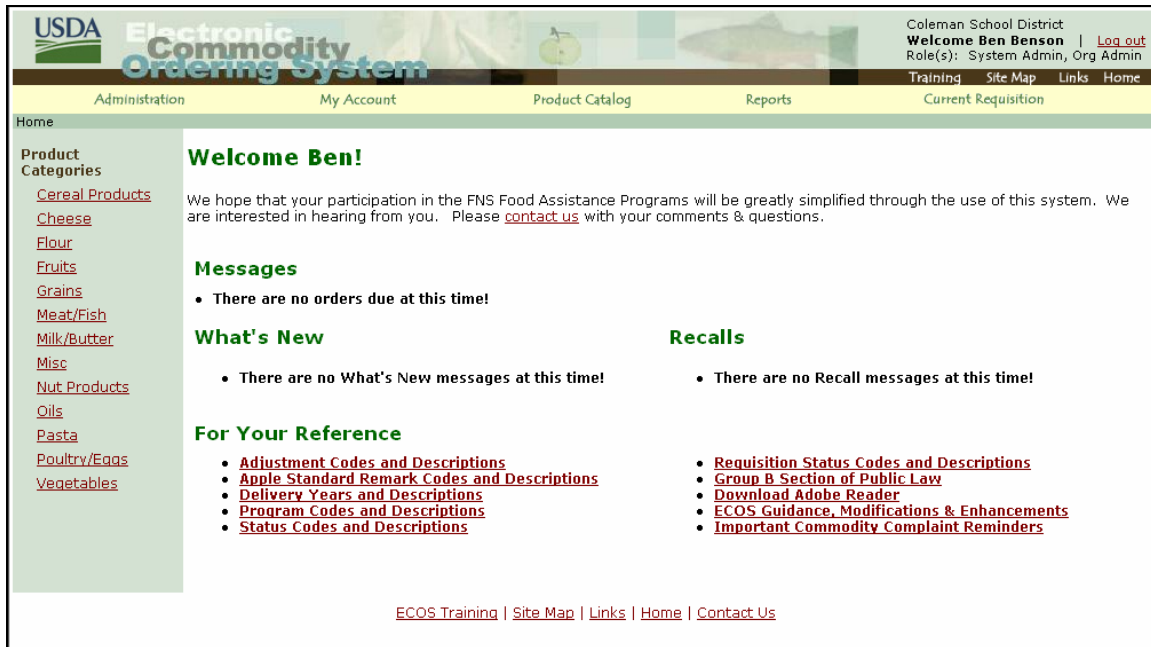 USDA
Electronic
Commodity
Ordering System
Coleman School District
Welcome Ben Benson | Log out
Role(s): System Admin, Org Admin
Training Site Map Links Home
Administration My Account Product Catalog Reports Current Requisition
Home
Product
Categories
Cereal Products
Cheese
Flour
Fruits
Grains
Meat/Fish
Milk/Butter
Misc
Nut Products
Oils
Pasta
Poultry/Eggs
Vegetables
Welcome Ben!
We hope that your participation in the FNS Food Assistance Programs will be greatly simplified through the use of this system. We
are interested in hearing from you. Please contact us with your comments & questions.
Messages
• There are no orders due at this time!
What's New
• There are no What's New messages at this time!
Recalls
• There are no Recall messages at this time!
For Your Reference
• Adjustment Codes and Descriptions
• Apple Standard Remark Codes and Descriptions
• Delivery Years and Descriptions
• Program Codes and Descriptions
• Status Codes and Descriptions
• Requisition Status Codes and Descriptions
• Group B Section of Public Law
• Download Adobe Reader
• ECOS Guidance, Modifications & Enhancements
• Important Commodity Complaint Reminders
ECOS Training | Site Map | Links | Home | Contact Us